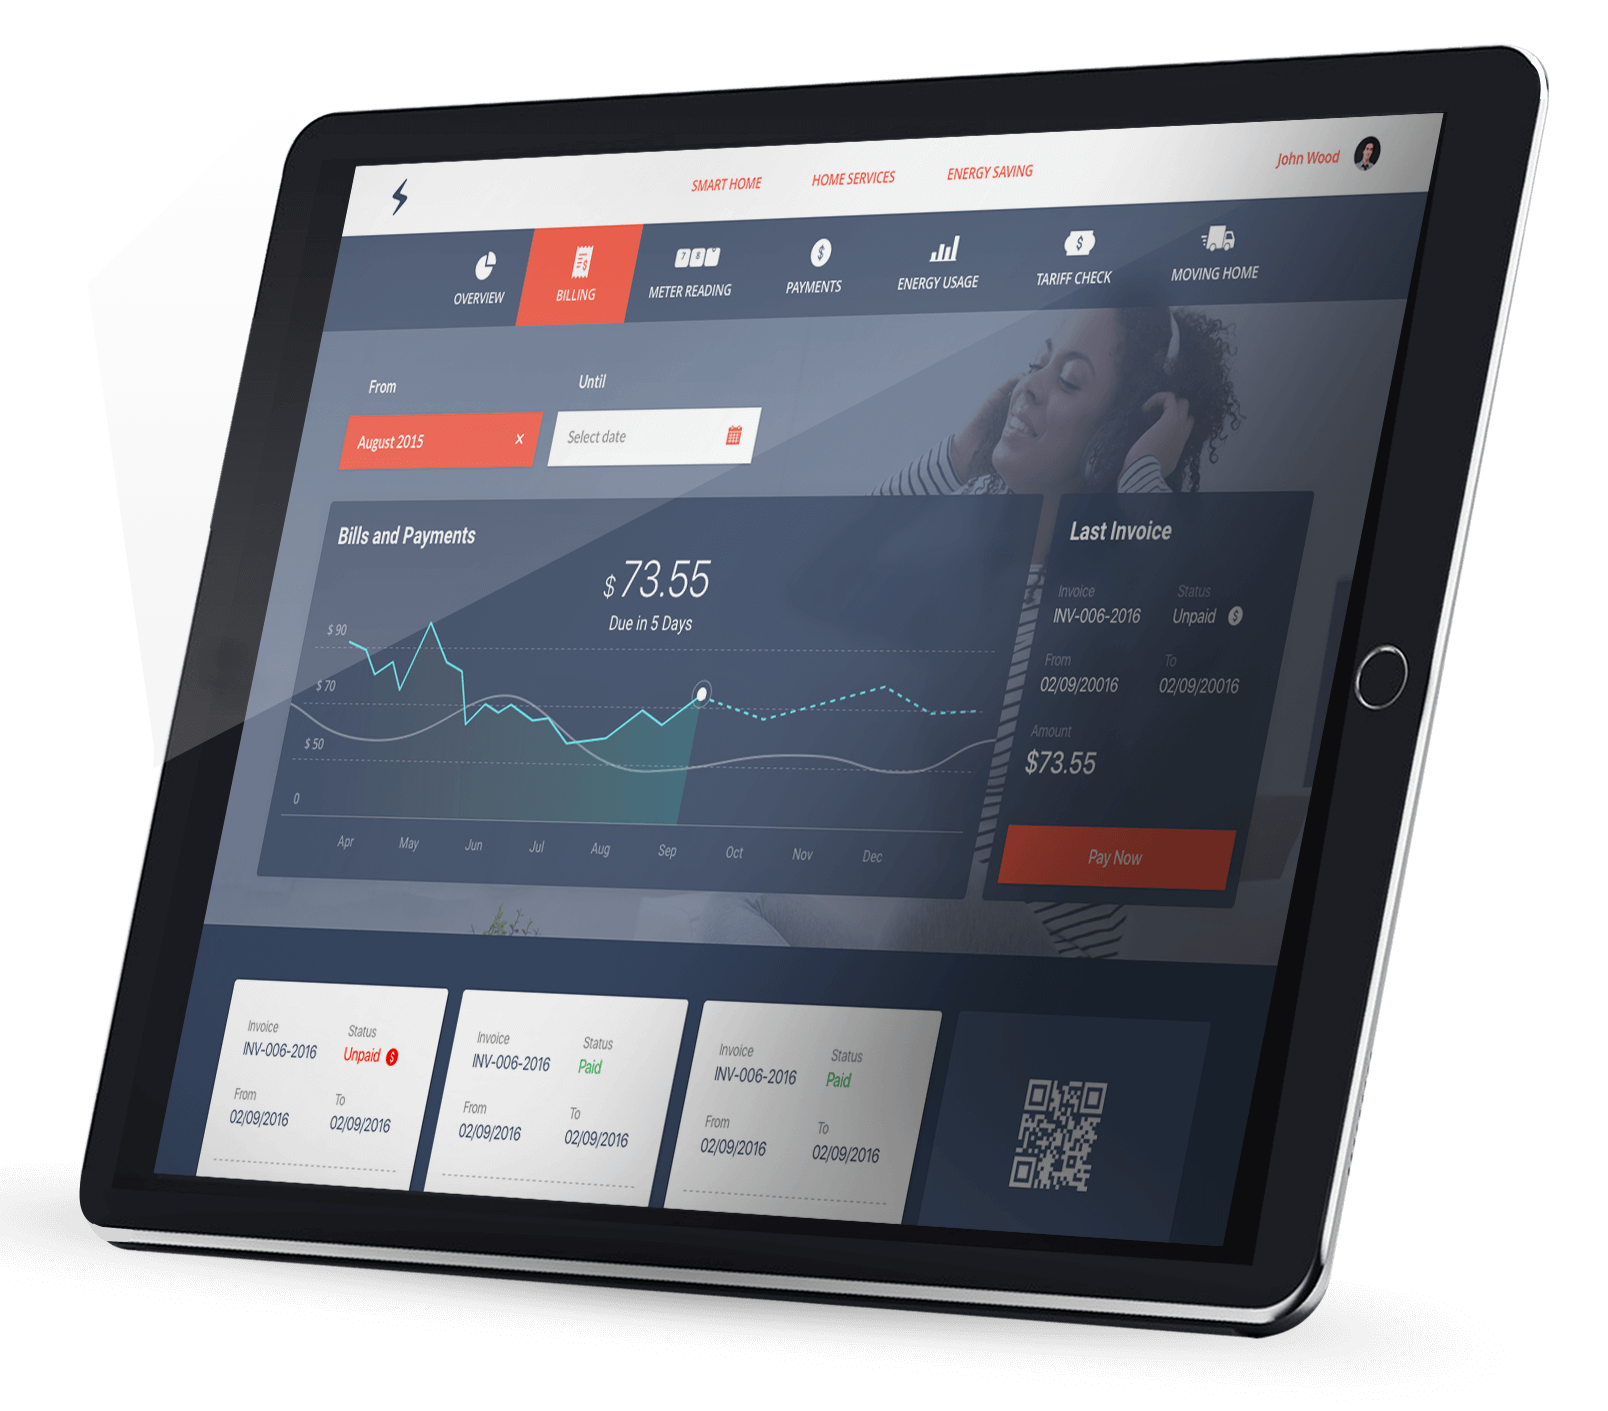 SMART HOME
HOME SERVICES
ENERGY SAVING
John Wood
OVERVIEW
BILLING
7 8
METER READING
$
PAYMENTS
ENERGY USAGE
$
TARIFF CHECK
MOVING HOME
From
Until
August 2015 x
Select date
Bills and Payments
$ 73.55
Due in 5 Days
$ 90
$ 70
$ 50
0
Apr May Jun Jul Aug Sep Oct Nov Dec
Last Invoice
Invoice Status
INV-006-2016 Unpaid $
From To
02/09/20016 02/09/20016
Amount
$73.55
Pay Now
Invoice Status
INV-006-2016 Unpaid $
From To
02/09/2016 02/09/2016
Invoice Status
INV-006-2016 Paid
From To
02/09/2016 02/09/2016
Invoice Status
INV-006-2016 Paid
From To
02/09/2016 02/09/2016